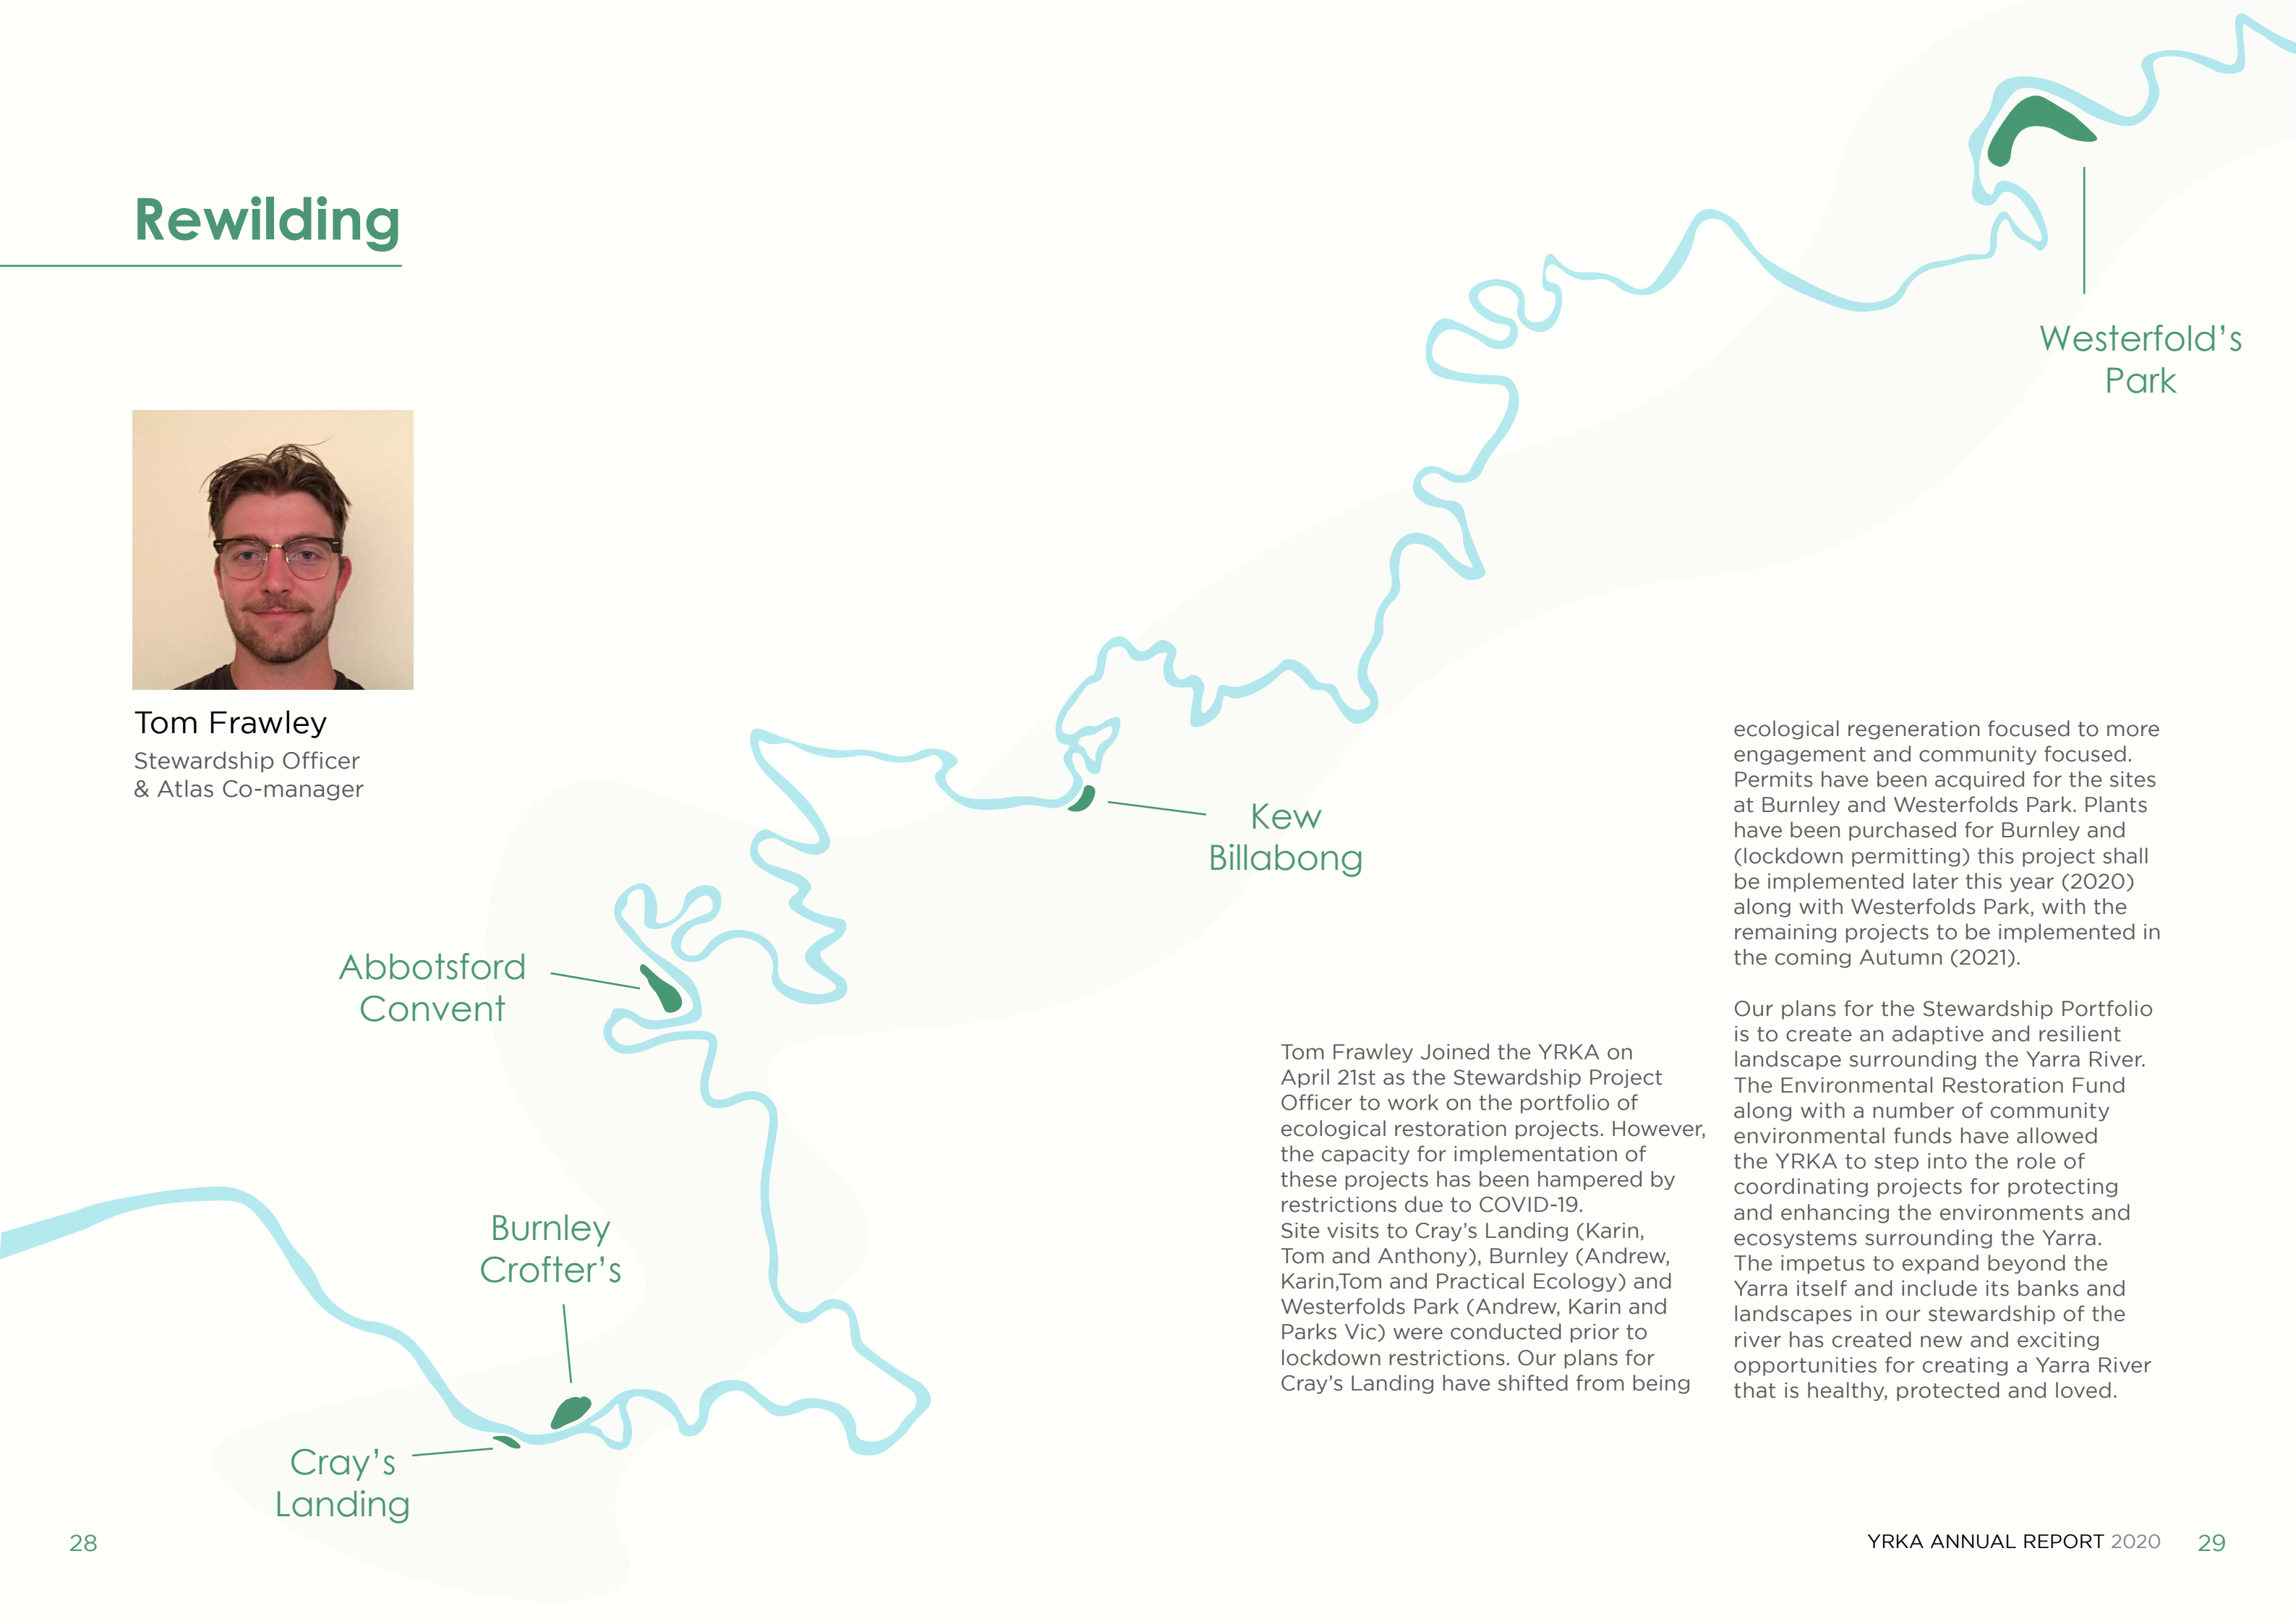 Rewilding
Tom Frawley
Stewardship Officer
& Atlas Co-manager
Westerfold's
Park
Kew
Billabong
Abbotsford
Convent
Burnley
Crofter's
Cray's
Landing
Tom Frawley Joined the YRKA on
April 21st as the Stewardship Project
Officer to work on the portfolio of
ecological restoration projects. However,
the capacity for implementation of
these projects has been hampered by
restrictions due to COVID-19.
Site visits to Cray's Landing (Karin,
Tom and Anthony), Burnley (Andrew,
Karin,Tom and Practical Ecology) and
Westerfolds Park (Andrew, Karin and
Parks Vic) were conducted prior to
lockdown restrictions. Our plans for
Cray's Landing have shifted from being
ecological regeneration focused to more
engagement and community focused.
Permits have been acquired for the sites
at Burnley and Westerfolds Park. Plants
have been purchased for Burnley and
(lockdown permitting) this project shall
be implemented later this year (2020)
along with Westerfolds Park, with the
remaining projects to be implemented in
the coming Autumn (2021).
Our plans for the Stewardship Portfolio
is to create an adaptive and resilient
landscape surrounding the Yarra River.
The Environmental Restoration Fund
along with a number of community
environmental funds have allowed
the YRKA to step into the role of
coordinating projects for protecting
and enhancing the environments and
ecosystems surrounding the Yarra.
The impetus to expand beyond the
Yarra itself and include its banks and
landscapes in our stewardship of the
river has created new and exciting
opportunities for creating a Yarra River
that is healthy, protected and loved.
28
YRKA ANNUAL REPORT 2020 29